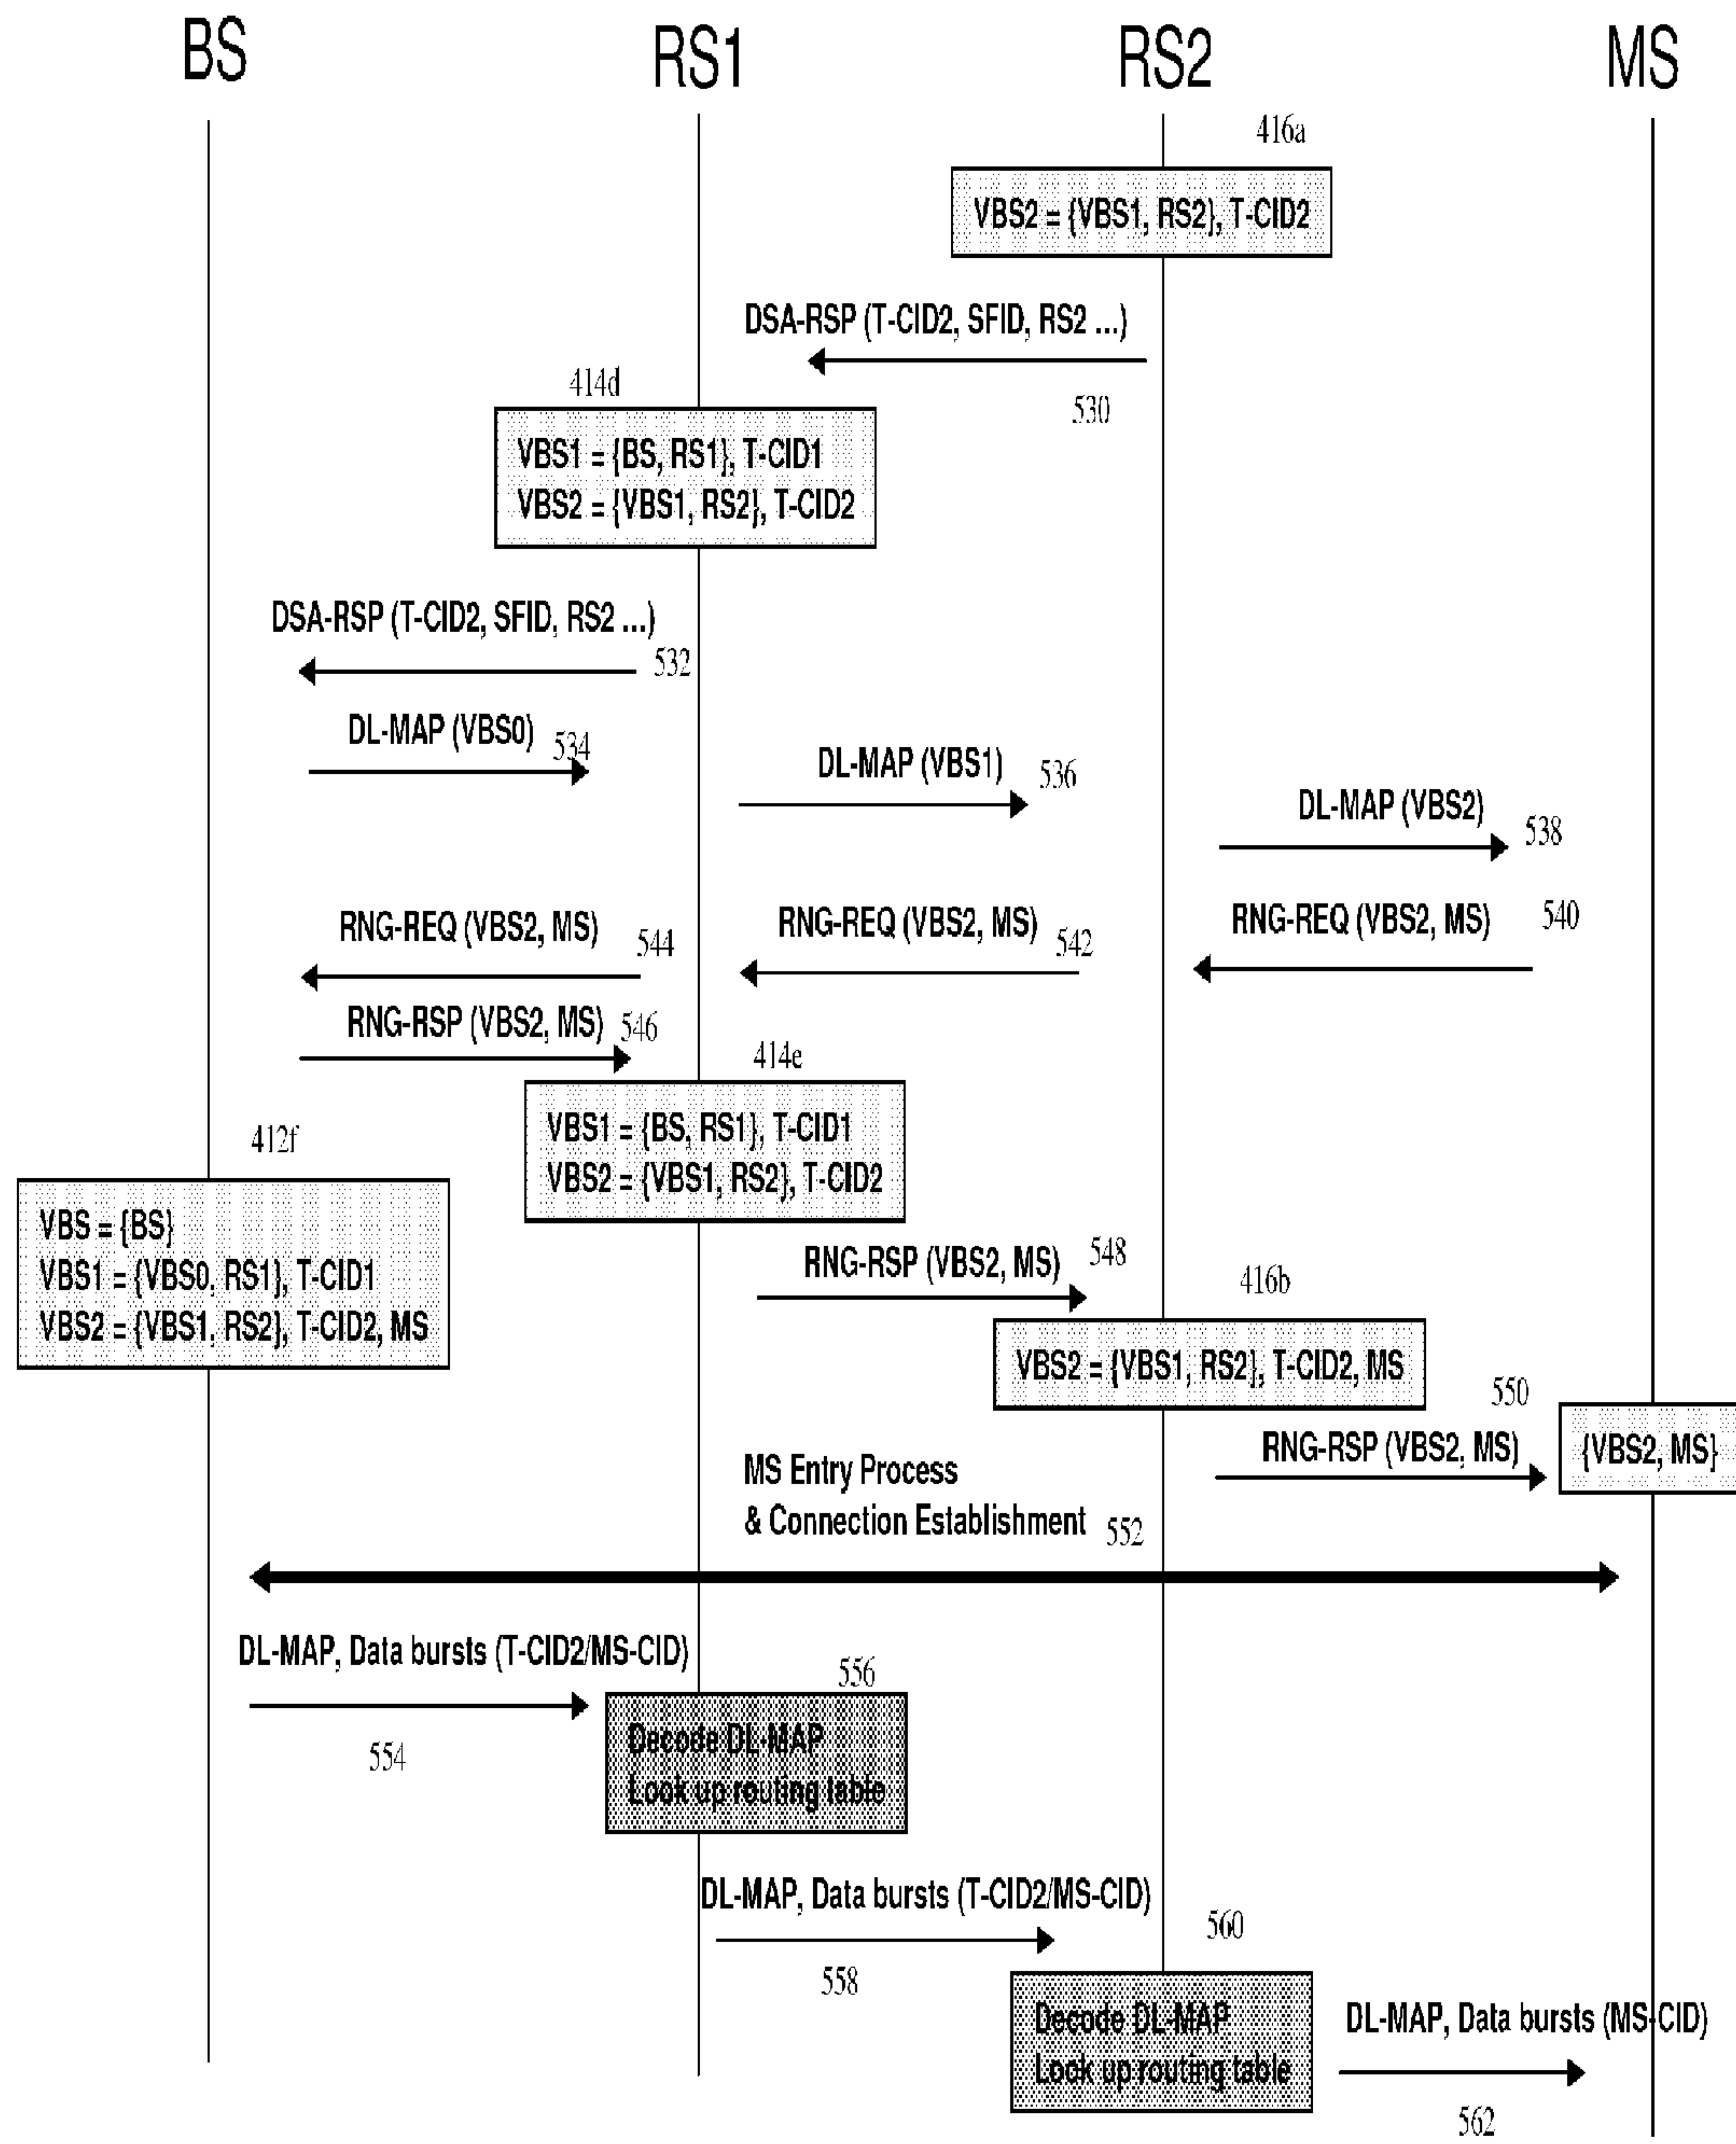 BS
RS1
RS2
MS
416a
VBS2 = {VBS1, RS2}, T-CID2
DSA-RSP (T-CID2, SFID, RS2 ...)
530
414d
VBS1 = {BS, RS1}, T-CID1
VBS2 = {VBS1, RS2}, T-CID2
DSA-RSP (T-CID2, SFID, RS2 ...)
532
DL-MAP (VBS0)
534
DL-MAP (VBS1)
536
DL-MAP (VBS2)
538
RNG-REQ (VBS2, MS)
540
RNG-REQ (VBS2, MS)
542
RNG-REQ (VBS2, MS)
544
RNG-RSP (VBS2, MS)
546
414e
VBS1 = {BS, RS1}, T-CID1
VBS2 = {VBS1, RS2}, T-CID2
412f
VBS = {BS}
VBS1 = {VBS0, RS1}, T-CID1
VBS2 = {VBS1, RS2}, T-CID2, MS
RNG-RSP (VBS2, MS)
548
416b
VBS2 = {VBS1, RS2}, T-CID2, MS
550
RNG-RSP (VBS2, MS)
{VBS2, MS}
MS Entry Process
& Connection Establishment
552
DL-MAP, Data bursts (T-CID2/MS-CID)
554
556
Decode DL-MAP
Look up routing table
DL-MAP, Data bursts (T-CID2/MS-CID)
558
560
Decode DL-MAP
Look up routing table
DL-MAP, Data bursts (MS-CID)
562